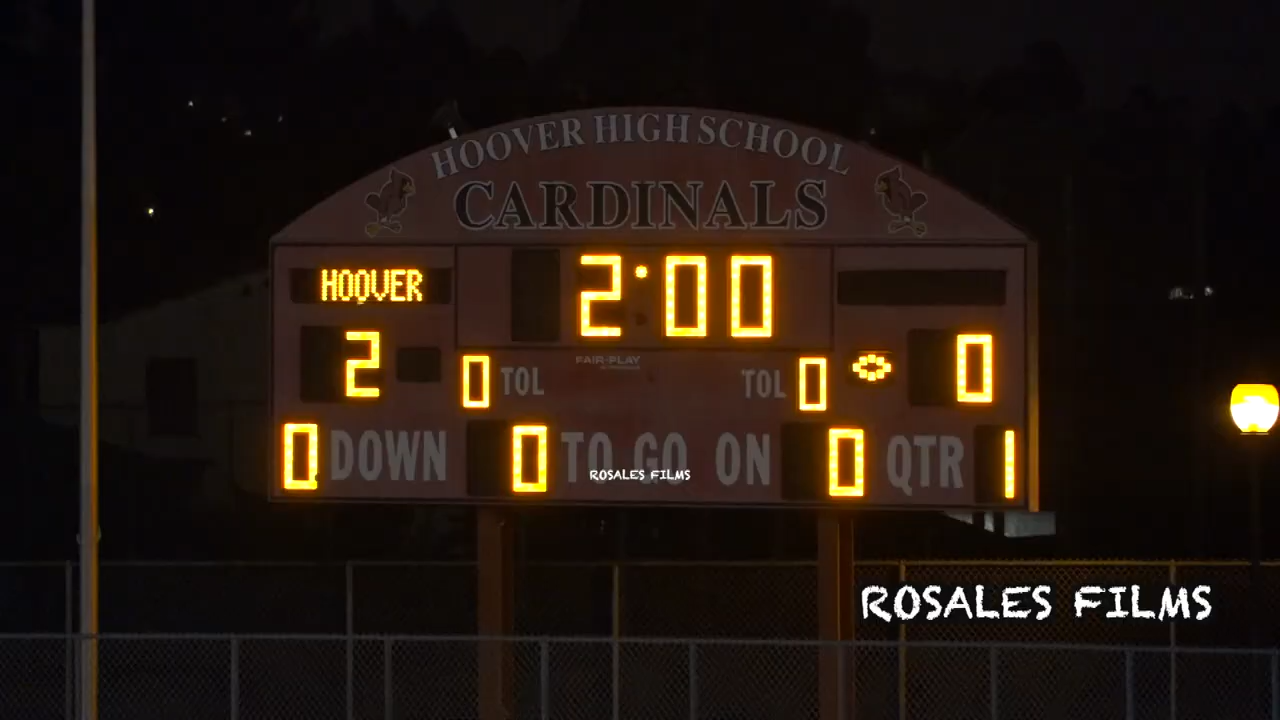 HOOVER HIGH SCHOOL
CARDINALS
HOOVER 2:00
2 0 TOL TOL 0 0
FAIR-PLAY
0 DOWN 0 TO GO ON 0 QTR 1
ROSALES FILMS
ROSALES FILMS